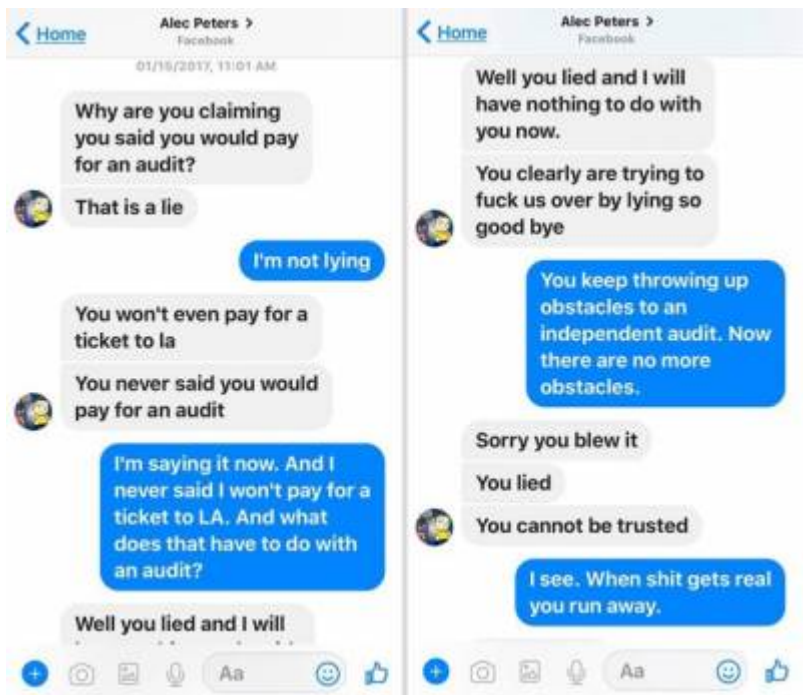 Home
Alec Peters >
Facebook
01/15/2017, 11:01 AM
Why are you claiming
you said you would pay
for an audit?
That is a lie
I'm not lying
You won't even pay for a
ticket to la
You never said you would
pay for an audit
I'm saying it now. And I
never said I won't pay for a
ticket to LA. And what
does that have to do with
an audit?
Well you lied and I will
Aa
Home
Alec Peters >
Facebook
Well you lied and I will
have nothing to do with
you now.
You clearly are trying to
fuck us over by lying so
good bye
You keep throwing up
obstacles to an
independent audit. Now
there are no more
obstacles.
Sorry you blew it
You lied
You cannot be trusted
I see. When shit gets real
you run away.
Aa